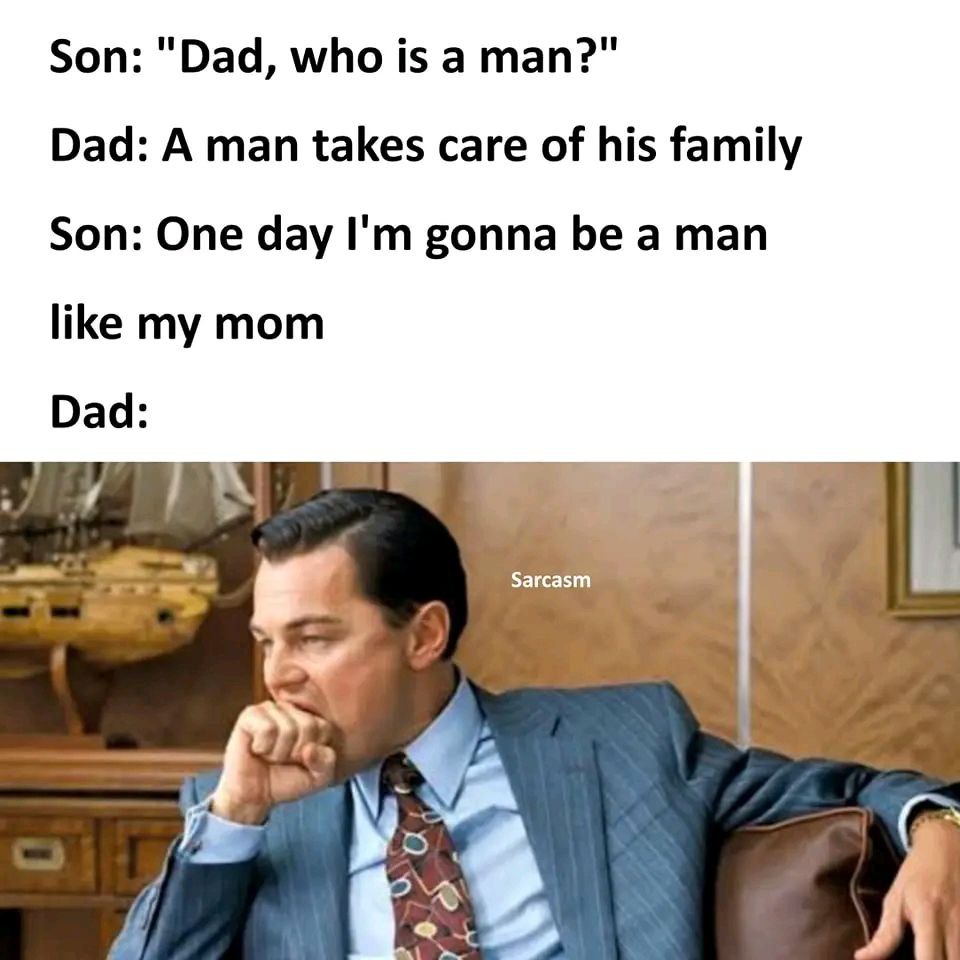 Son: "Dad, who is a man?"
Dad: A man takes care of his family
Son: One day I'm gonna be a man
like my mom
Dad:
Sarcasm